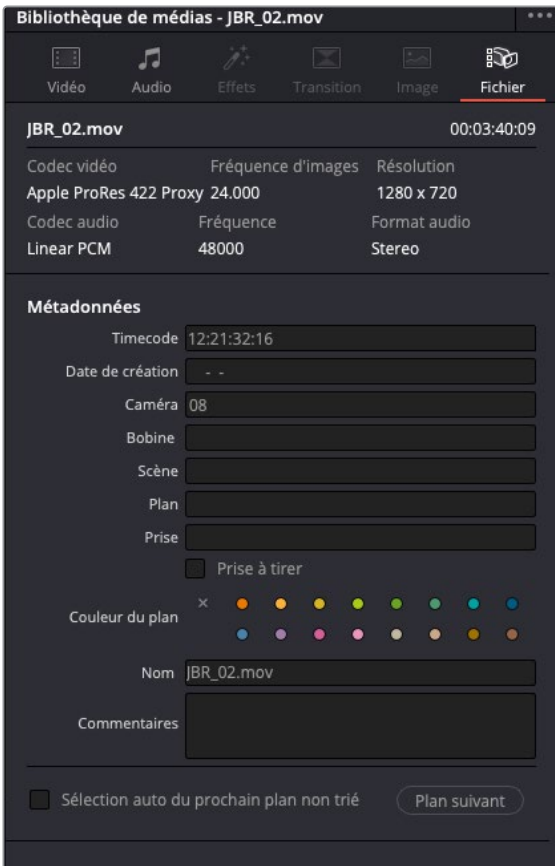 Bibliothèque de médias - JBR_02.mov
Vidéo Audio Effets Transition Image Fichier
JBR_02.mov 00:03:40:09
Codec vidéo Fréquence d'images Résolution
Apple ProRes 422 Proxy 24.000 1280 x 720
Codec audio Fréquence Format audio
Linear PCM 48000 Stereo
Métadonnées
Timecode 12:21:32:16
Date de création - -
Caméra 08
Bobine
Scène
Plan
Prise
Prise à tirer
Couleur du plan
Nom JBR_02.mov
Commentaires
Sélection auto du prochain plan non trié Plan suivant